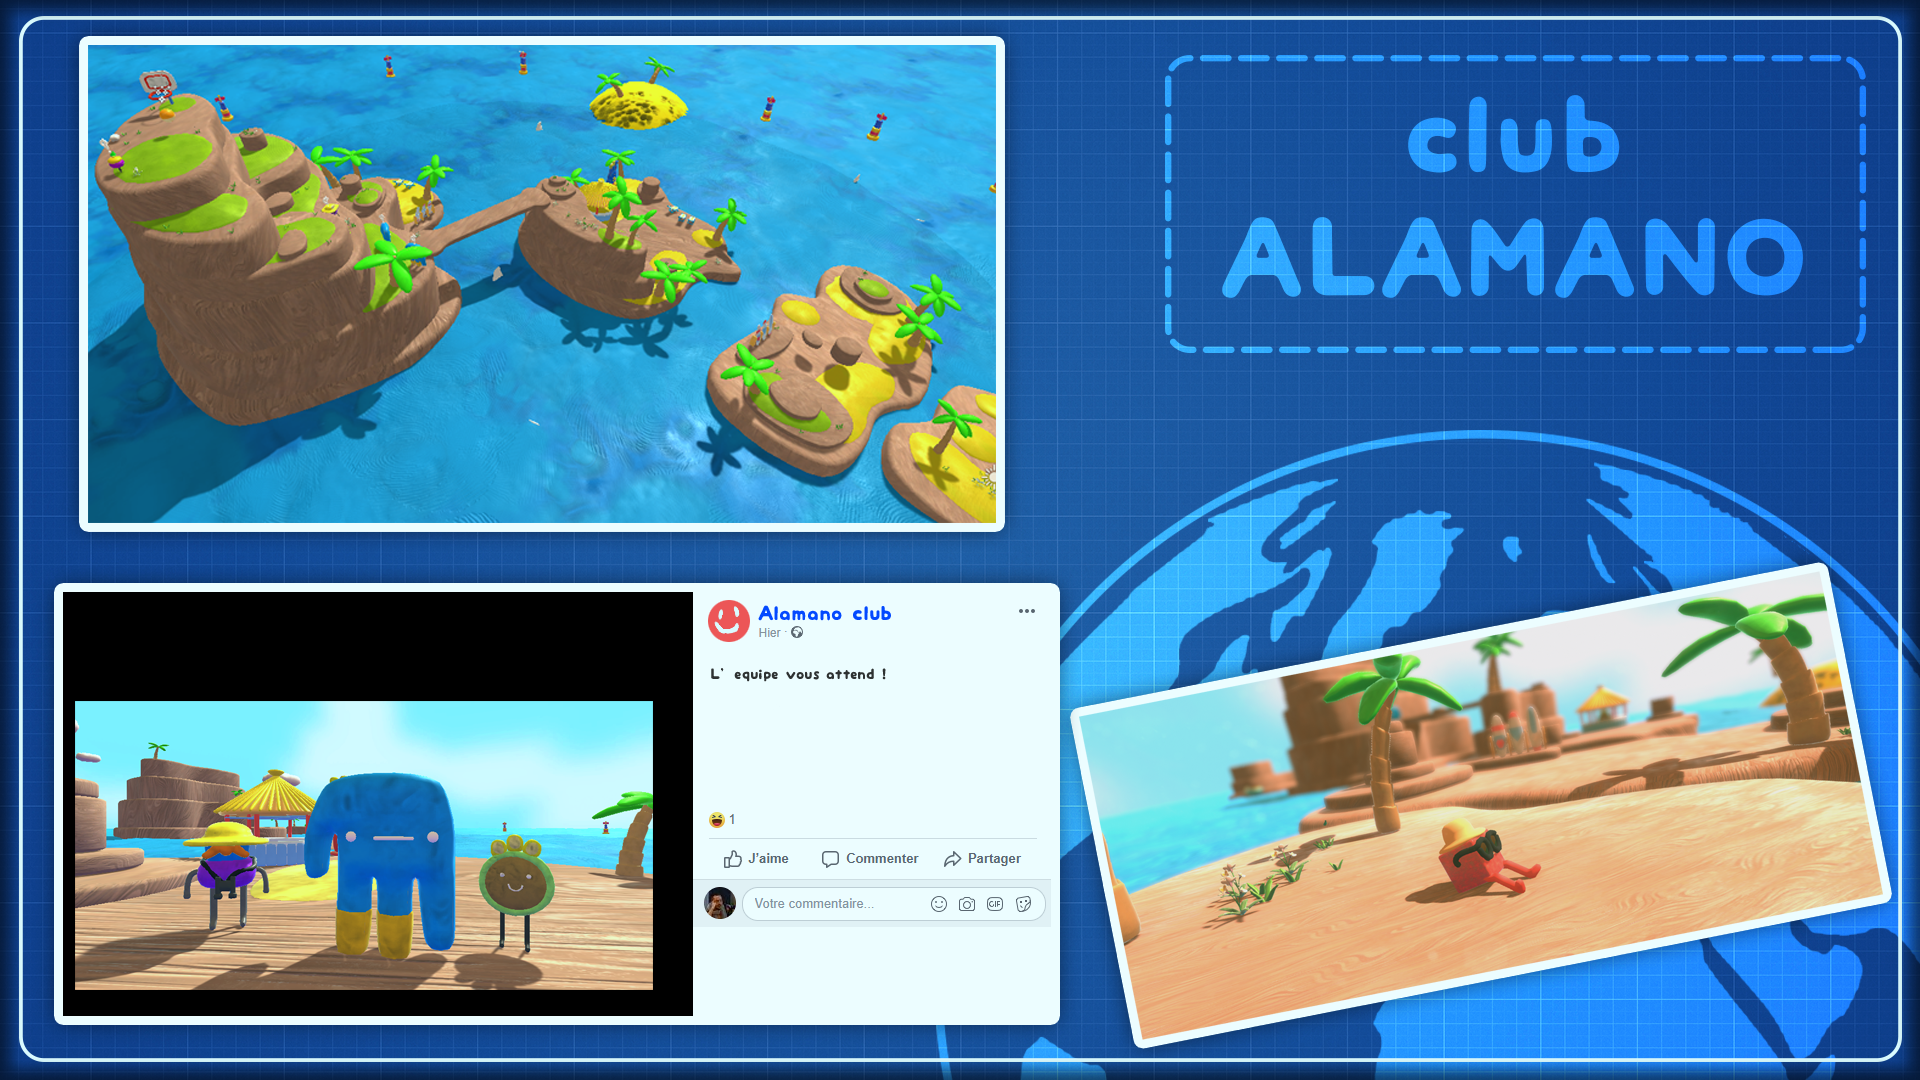 club
ALAMANO
Alamano club
Hier ·
L' equipe vous attend !
1
J'aime
Commenter
Partager
Votre commentaire...
GIF